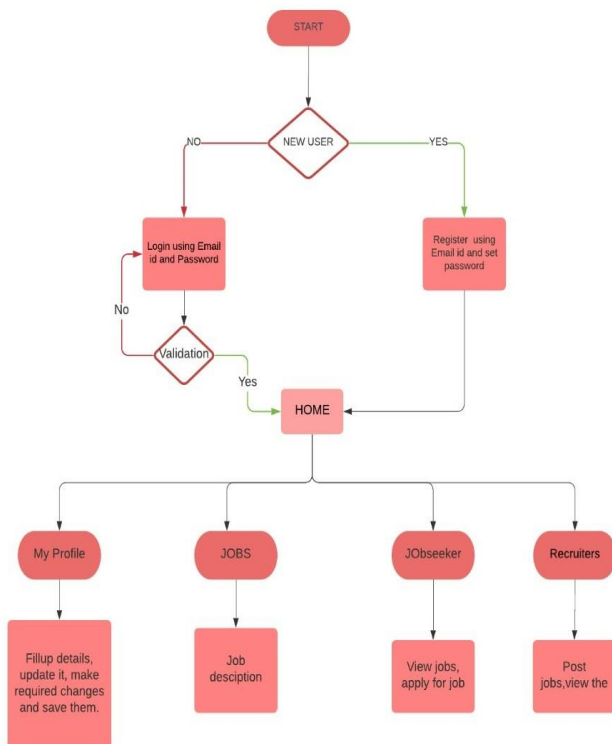 START
NEW USER
NO
YES
Login using Email
id and Password
Register using
Email id and set
password
No
Validation
Yes
HOME
My Profile
JOBS
JObseeker
Recruiters
Fillup details,
update it, make
required changes
and save them.
Job
desciption
View jobs,
apply for job
Post
jobs,view the